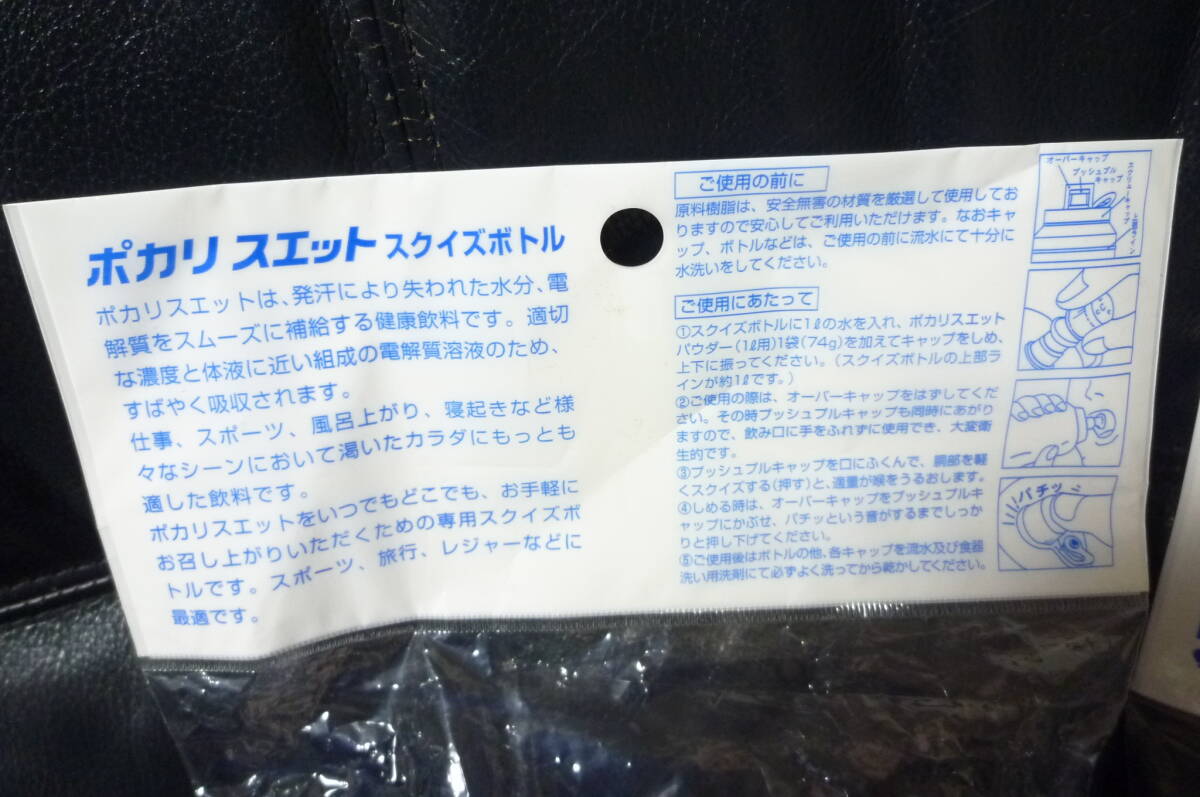 ポカリスエット スクイズボトル
ポカリスエットは、発汗により失われた水分、電
解質をスムーズに補給する健康飲料です。適切
な濃度と体液に近い組成の電解質溶液のため、
すばやく吸収されます。
仕事、スポーツ、風呂上がり、寝起きなど様
々なシーンにおいて渇いたカラダにもっとも
適した飲料です。
ポカリスエットをいつでもどこでも、お手軽に
お召し上がりいただくための専用スクイズボ
トルです。スポーツ、旅行、レジャーなどに
最適です。
ご使用の前に
原料樹脂は、安全無害の材質を厳選して使用してお
りますので安心してご利用いただけます。なおキャ
ップ、ボトルなどは、ご使用の前に流水にて十分に
水洗いをしてください。
ご使用にあたって
①スクイズボトルに1ℓの水を入れ、ポカリスエット
パウダー(1ℓ用)1袋(74g)を加えてキャップをしめ、
上下に振ってください。(スクイズボトルの上部ラ
インが約1ℓです。)
②ご使用の際は、オーバーキャップをはずしてくだ
さい。その時プッシュプルキャップも同時にあがり
ますので、飲み口に手をふれずに使用でき、大変衛
生的です。
③プッシュプルキャップを口にふくんで、胴部を軽
くスクイズする(押す)と、適量が喉をうるおします。
④しめる時は、オーバーキャップをプッシュプルキ
ャップにかぶせ、パチッという音がするまでしっか
りと押し下げてください。
⑤ご使用後はボトルの他、各キャップを流水及び食器
洗い用洗剤にて必ずよく洗ってから乾かしてください。
オーバーキャップ
プッシュプル
キャップ
スクリューキャップ
上部ライン
パチッ